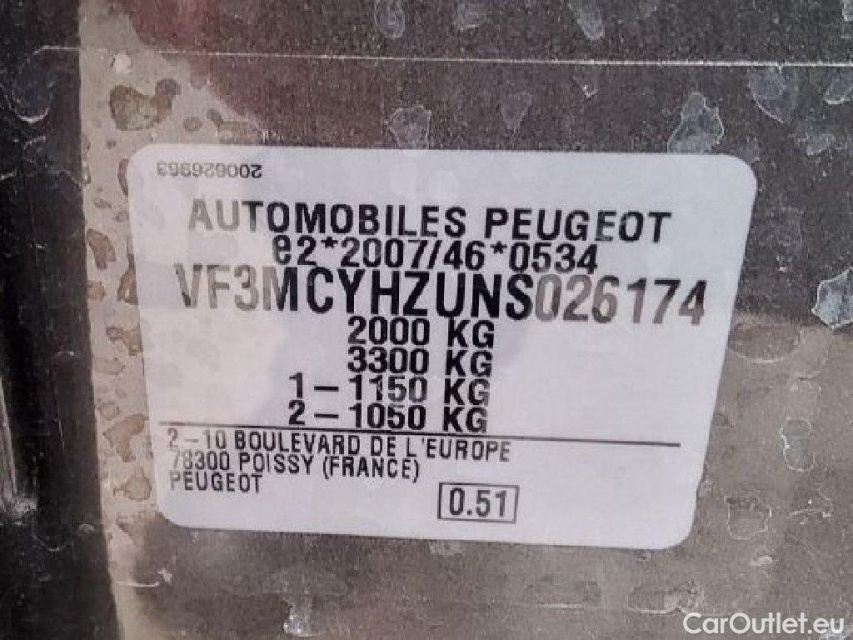 200626963
AUTOMOBILES PEUGEOT
e2*2007/46*0534
VF3MCYHZUNS026174
2000 KG
3300 KG
1-1150 KG
2-1050 KG
2-10 BOULEVARD DE L'EUROPE
78300 POISSY (FRANCE)
PEUGEOT
0.51
CarOutlet.eu